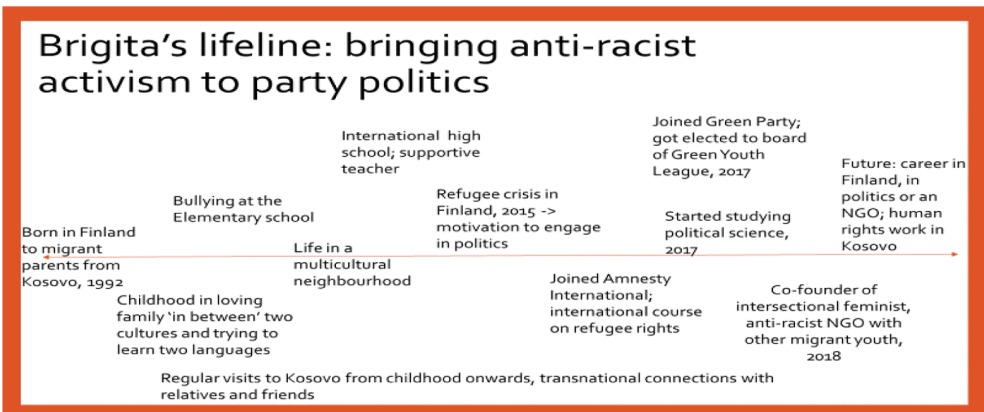 Brigita's lifeline: bringing anti-racist
activism to party politics
International high
school; supportive
teacher
Joined Green Party;
got elected to board
of Green Youth
League, 2017
Future: career in
Finland, in
politics or an
NGO; human
rights work in
Kosovo
Bullying at the
Elementary school
Refugee crisis in
Finland, 2015 ->
motivation to engage
in politics
Started studying
political science,
2017
Born in Finland
to migrant
parents from
Kosovo, 1992
Life in a
multicultural
neighbourhood
Joined Amnesty
International;
international course
on refugee rights
Co-founder of
intersectional feminist,
anti-racist NGO with
other migrant youth,
2018
Childhood in loving
family 'in between' two
cultures and trying to
learn two languages
Regular visits to Kosovo from childhood onwards, transnational connections with
relatives and friends